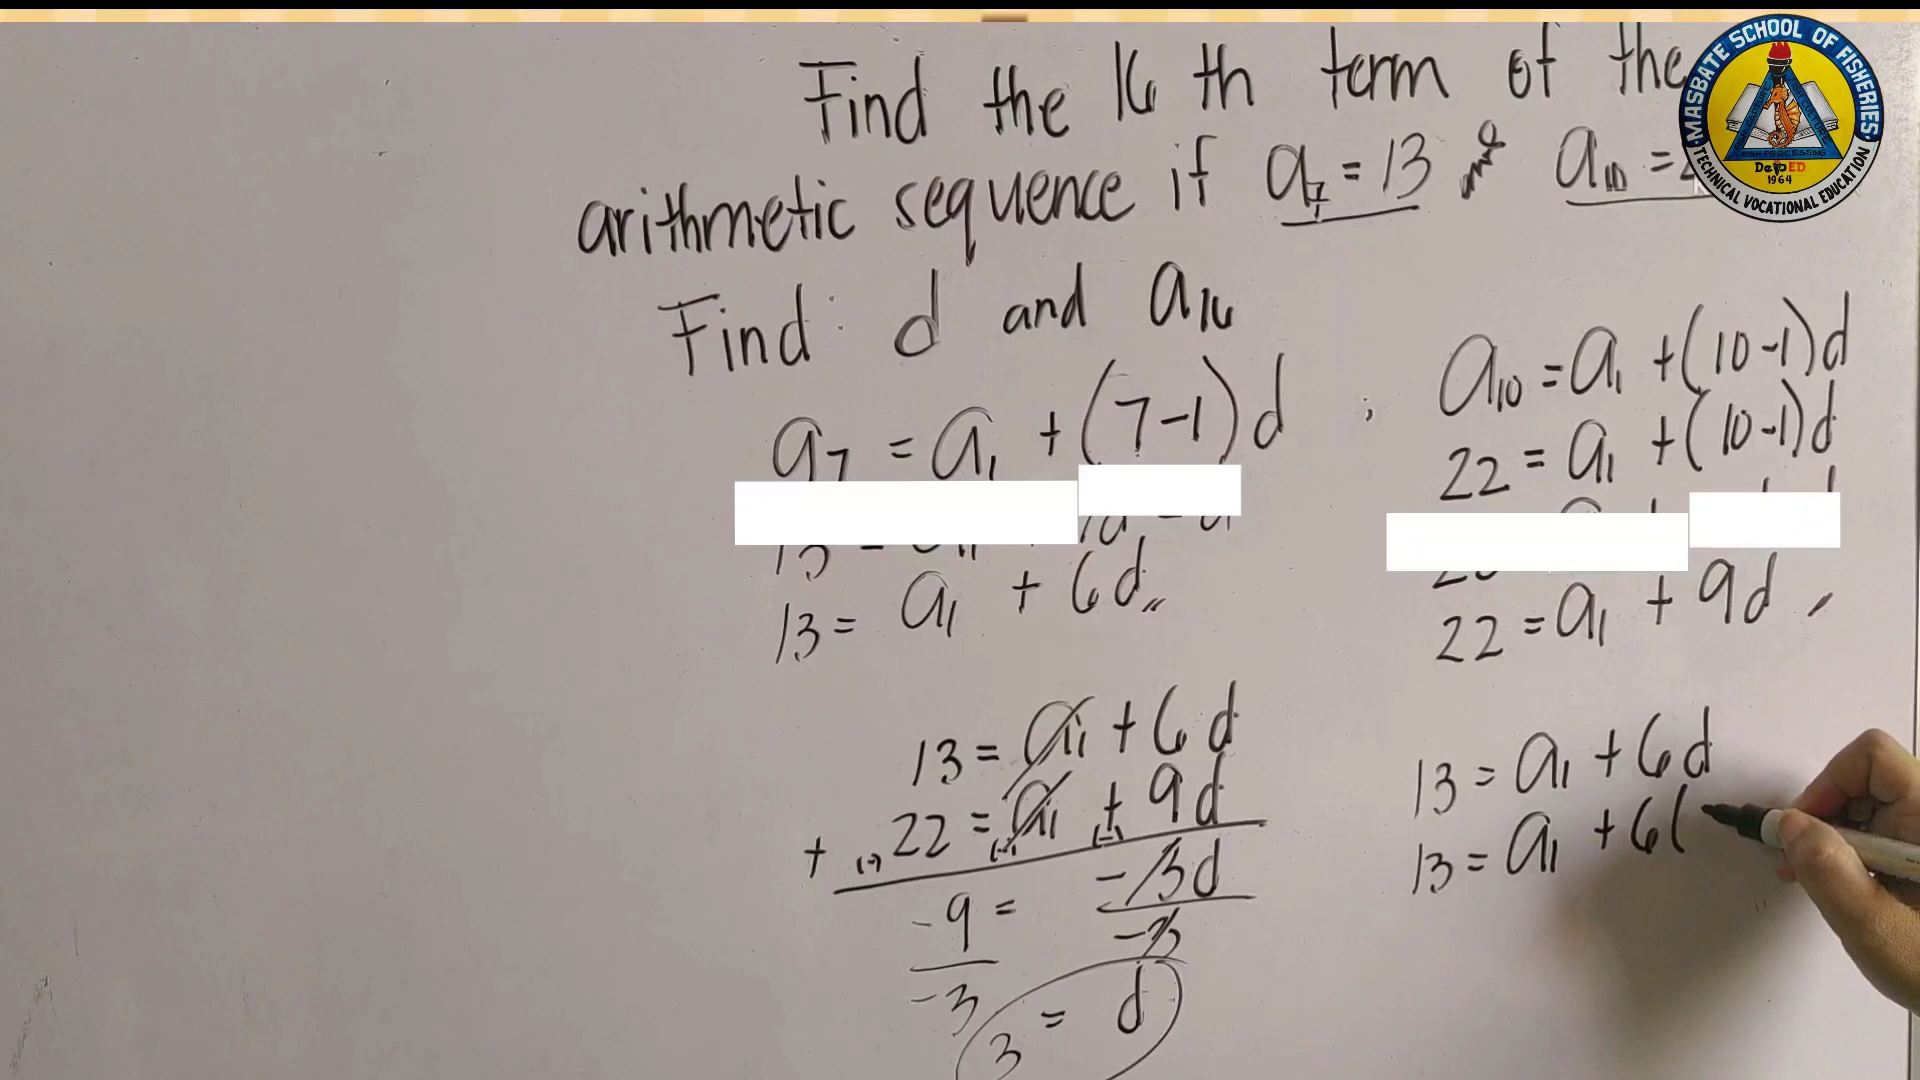 Find the 16 th term of the
arithmetic sequence if a₇ = 13 and a₁₀ =
Find: d and a₁₆
a₇ = a₁ + (7-1)d ;
13 = a₁ + 6d
a₁₀ = a₁ + (10-1)d
22 = a₁ + (10-1)d
22 = a₁ + 9d
13 = a₁ + 6d
+ (-) 22 = (-) a₁ (-) + 9d
-9 = -3d
-3 -3
3 = d
13 = a₁ + 6d
13 = a₁ + 6(
MASBATE SCHOOL OF FISHERIES
TECHNICAL VOCATIONAL EDUCATION
FISH PROCESSING
DepED
1964